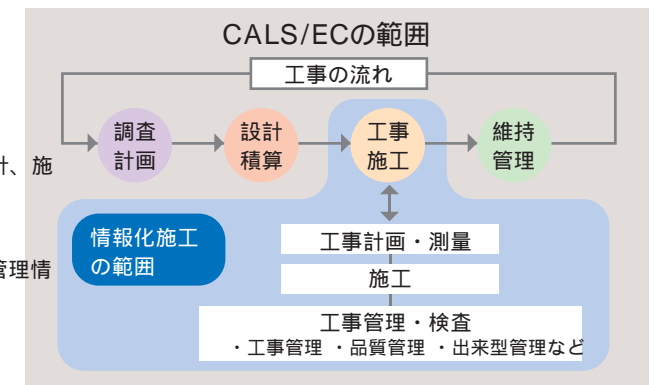 CALS/ECの範囲
工事の流れ
調査
計画
設計
積算
工事
施工
維持
管理
計、施
管理情
情報化施工
の範囲
工事計画・測量
施工
工事管理・検査
・工事管理 ・品質管理 ・出来型管理など